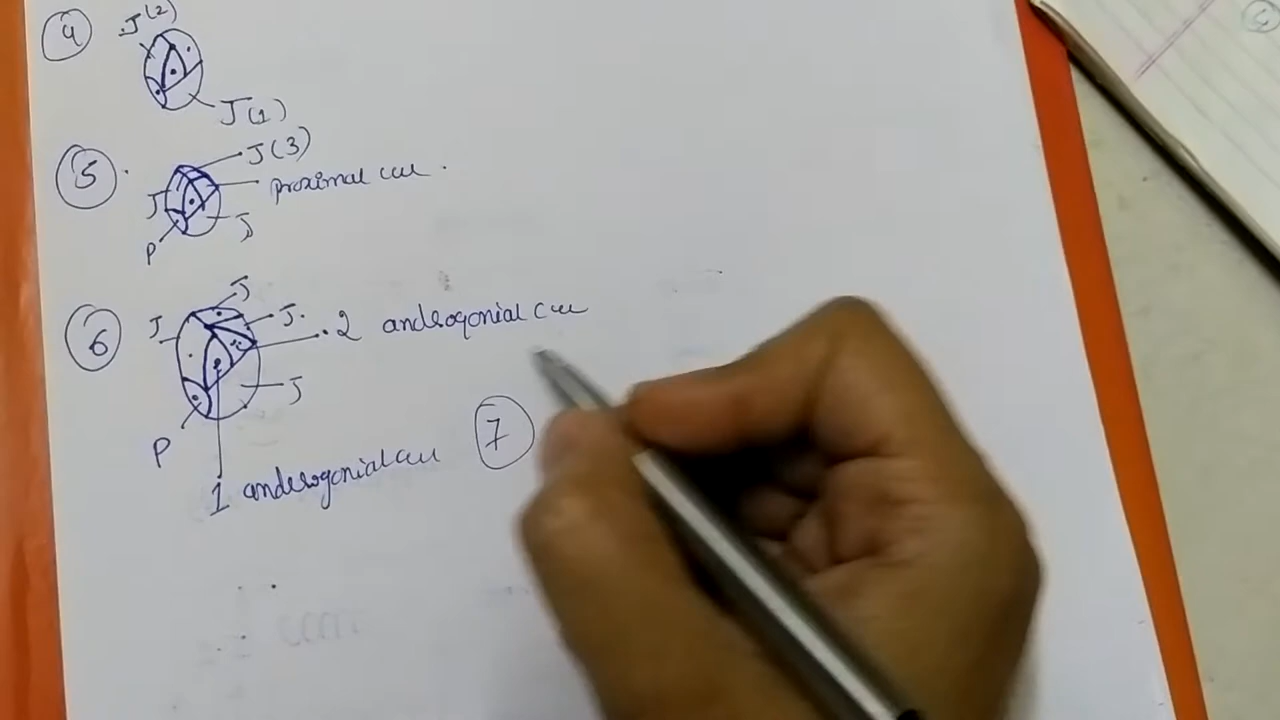 4
J(2)
J(1)
5
J(3)
proximal cell
J
J
P
6
J
J
J
2 androgonial cell
J
P
1 androgonial cell
7